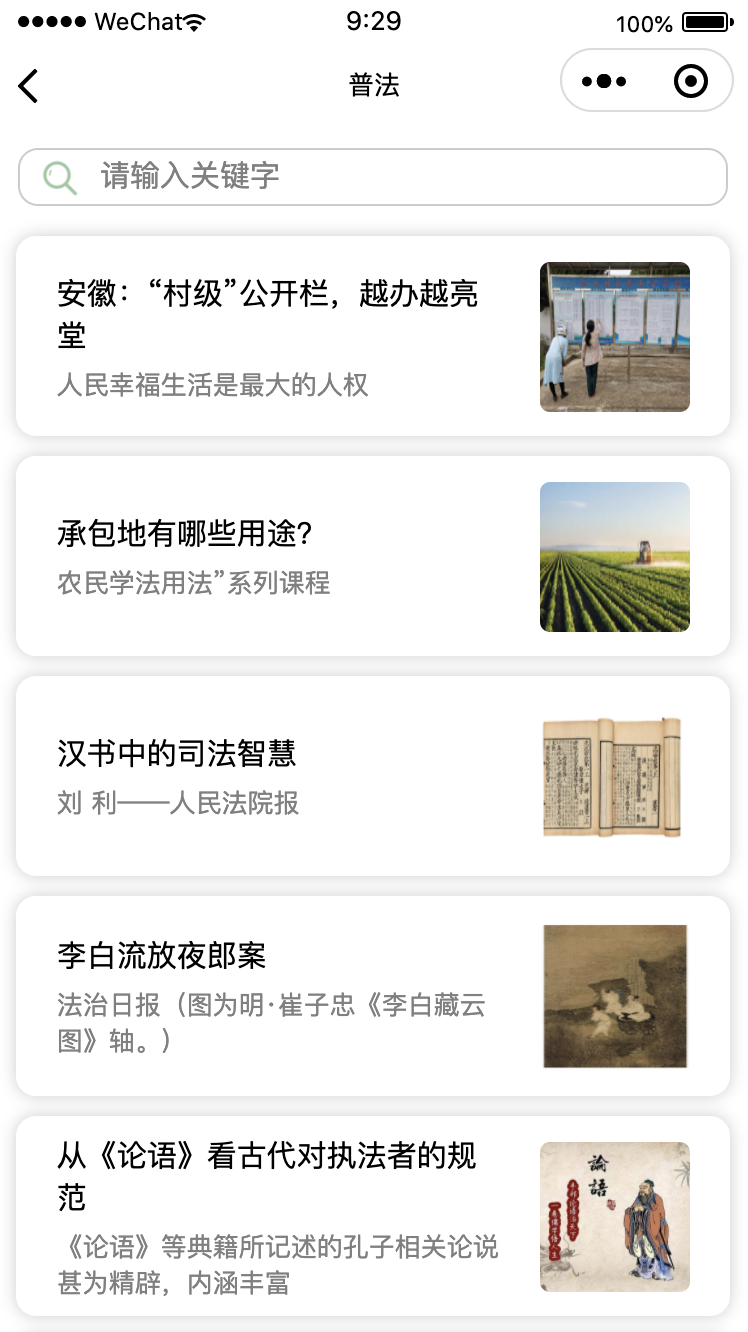 WeChat
9:29
100%
普法
请输入关键字
安徽：“村级”公开栏，越办越亮
堂
人民幸福生活是最大的人权
承包地有哪些用途？
农民学法用法”系列课程
汉书中的司法智慧
刘 利——人民法院报
李白流放夜郎案
法治日报（图为明·崔子忠《李白藏云
图》轴。）
从《论语》看古代对执法者的规
范
《论语》等典籍所记述的孔子相关论说
甚为精辟，内涵丰富
論
語